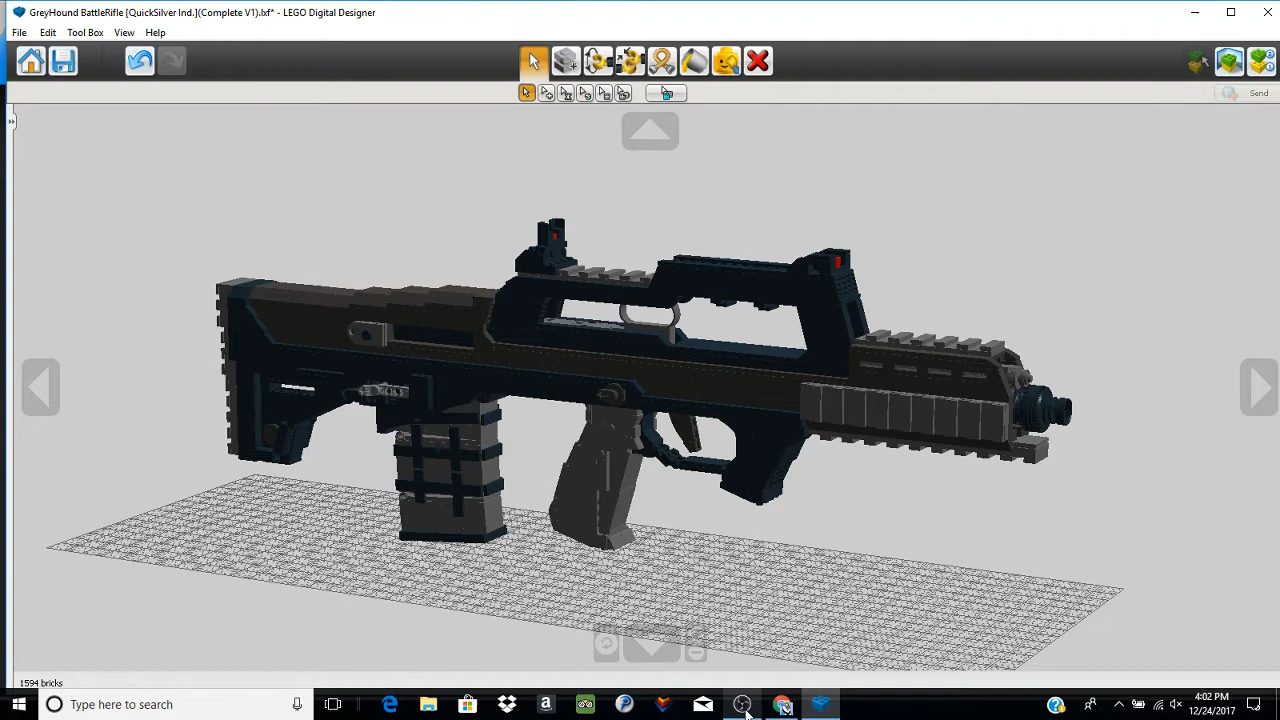 GreyHound BattleRifle [QuickSilver Ind.](Complete V1).lxf* - LEGO Digital Designer
File Edit Tool Box View Help
Send
1594 bricks
Type here to search
4:02 PM
12/24/2017